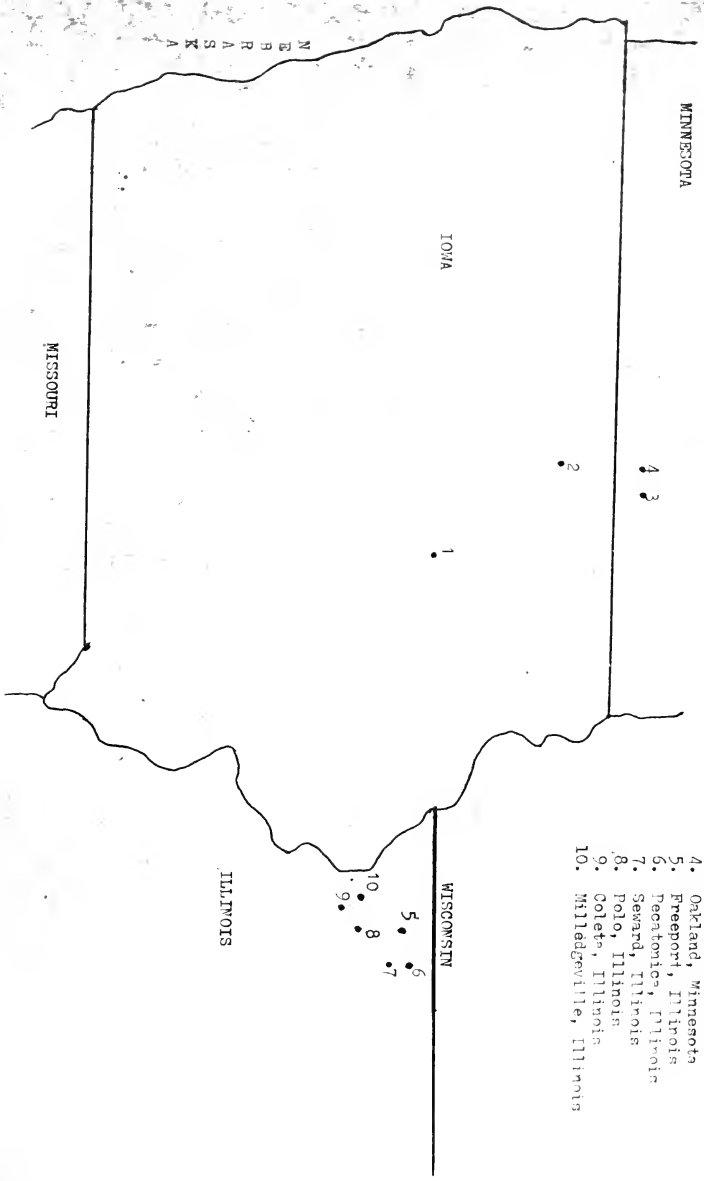 MINNESOTA
NEBRASKA
IOWA
MISSOURI
WISCONSIN
ILLINOIS
4
3
2
1
10
9
8
5
6
7
4. Oakland, Minnesota
5. Freeport, Illinois
6. Pecatonica, Illinois
7. Seward, Illinois
8. Polo, Illinois
9. Coleta, Illinois
10. Milledgeville, Illinois